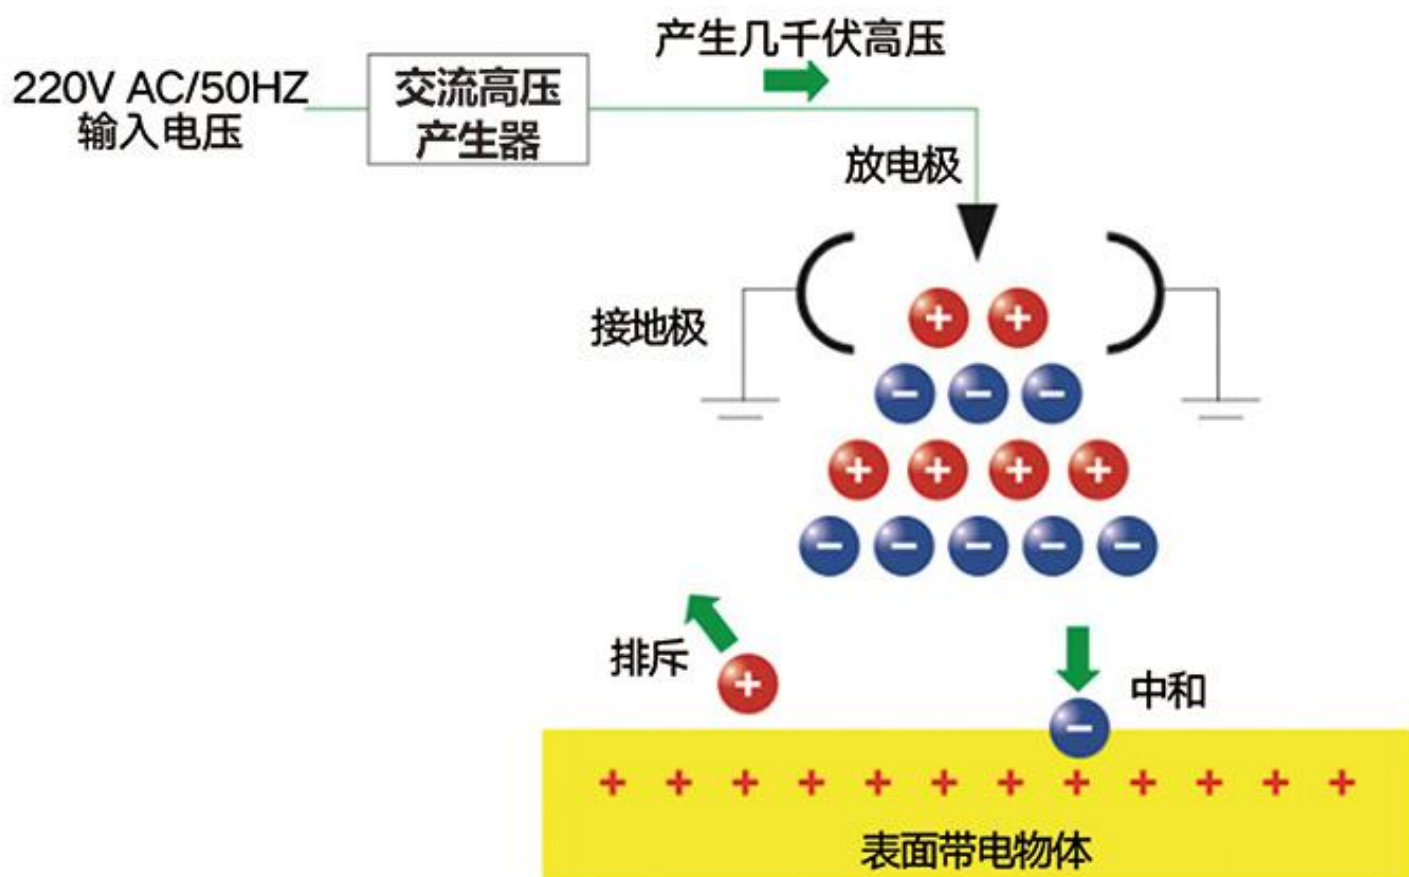 产生几千伏高压
220V AC/50HZ
输入电压
交流高压
产生器
放电极
接地极
+ +
− − −
+ + + +
− − − − −
排斥
+
中和
−
+ + + + + + + + + + + +
表面带电物体